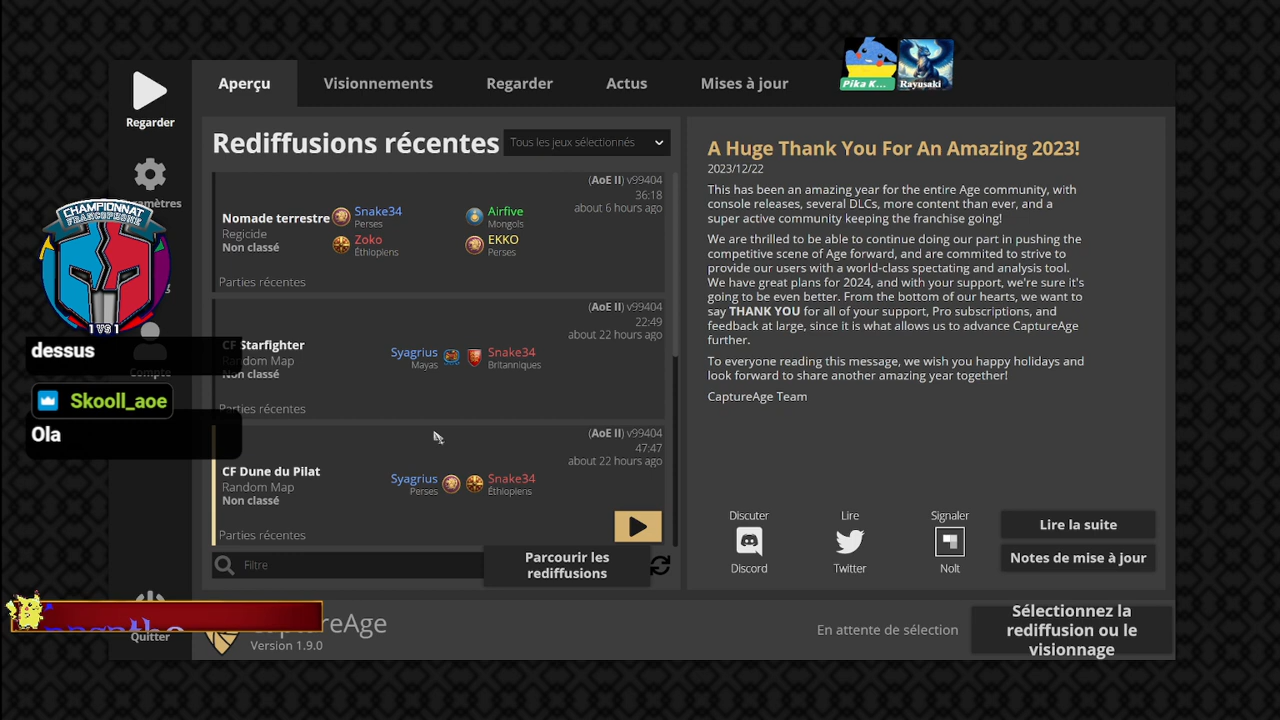 Pika K...
Rayusaki
Regarder
Aperçu
Visionnements
Regarder
Actus
Mises à jour
Rediffusions récentes
Tous les jeux sélectionnés
(AoE II) v99404
36:18
about 6 hours ago
Nomade terrestre
Regicide
Non classé
Snake34
Perses
Airfive
Mongols
Zoko
Éthiopiens
EKKO
Perses
Parties récentes
(AoE II) v99404
22:49
about 22 hours ago
CF Starfighter
Random Map
Non classé
Syagrius
Mayas
Snake34
Britanniques
Parties récentes
(AoE II) v99404
47:47
about 22 hours ago
CF Dune du Pilat
Random Map
Non classé
Syagrius
Perses
Snake34
Éthiopiens
Parties récentes
Filtre
Parcourir les
rediffusions
A Huge Thank You For An Amazing 2023!
2023/12/22
This has been an amazing year for the entire Age community, with
console releases, several DLCs, more content than ever, and a
super active community keeping the franchise going!
We are thrilled to be able to continue doing our part in pushing the
competitive scene of Age forward, and are commited to strive to
provide our users with a world-class spectating and analysis tool.
We have great plans for 2024, and with your support, we're sure it's
going to be even better. From the bottom of our hearts, we want to
say THANK YOU for all of your support, Pro subscriptions, and
feedback at large, since it is what allows us to advance CaptureAge
further.
To everyone reading this message, we wish you happy holidays and
look forward to share another amazing year together!
CaptureAge Team
Discuter
Discord
Lire
Twitter
Signaler
Nolt
Lire la suite
Notes de mise à jour
CHAMPIONNAT
FRANCOPHONE
1 VS 1
dessus
Compte
Skooll_aoe
Ola
Quitter
CaptureAge
Version 1.9.0
En attente de sélection
Sélectionnez la
rediffusion ou le
visionnage